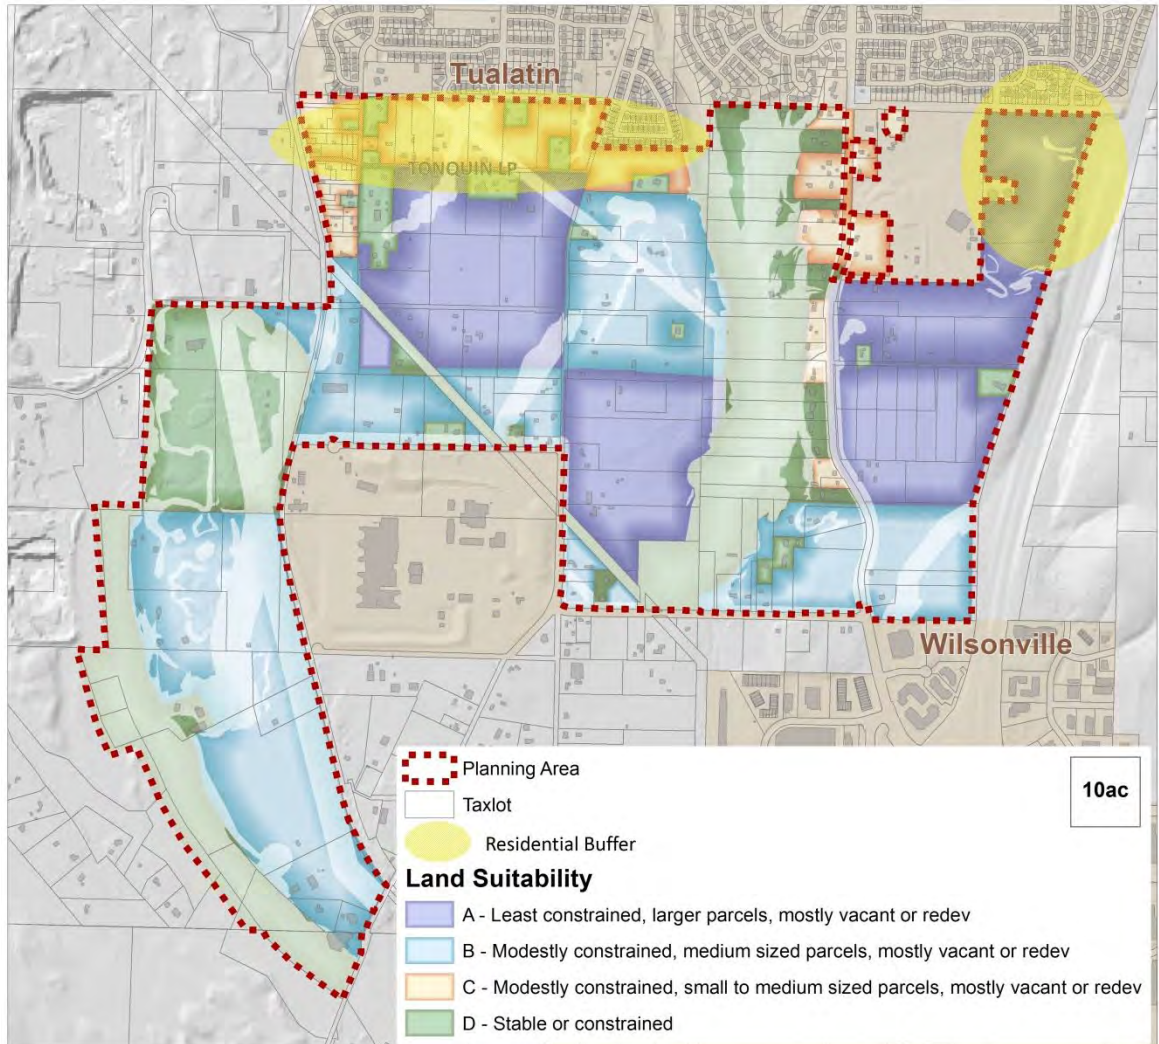 Tualatin
TONQUIN LP
Wilsonville
Planning Area
10ac
Taxlot
Residential Buffer
Land Suitability
A - Least constrained, larger parcels, mostly vacant or redev
B - Modestly constrained, medium sized parcels, mostly vacant or redev
C - Modestly constrained, small to medium sized parcels, mostly vacant or redev
D - Stable or constrained